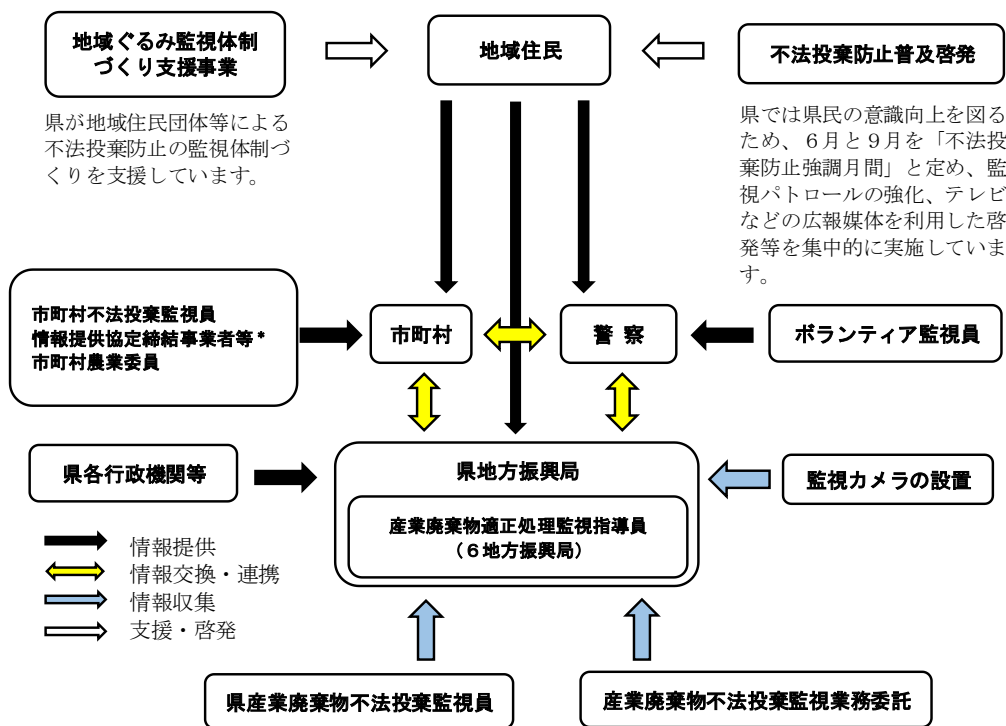 地域ぐるみ監視体制
づくり支援事業
地域住民
不法投棄防止普及啓発
県が地域住民団体等による
不法投棄防止の監視体制づ
くりを支援しています。
県では県民の意識向上を図る
ため、６月と９月を「不法投
棄防止強調月間」と定め、監
視パトロールの強化、テレビ
などの広報媒体を利用した啓
発等を集中的に実施していま
す。
市町村不法投棄監視員
情報提供協定締結事業者等*
市町村農業委員
市町村
警 察
ボランティア監視員
県各行政機関等
県地方振興局
監視カメラの設置
産業廃棄物適正処理監視指導員
（６地方振興局）
情報提供
情報交換・連携
情報収集
支援・啓発
県産業廃棄物不法投棄監視員
産業廃棄物不法投棄監視業務委託